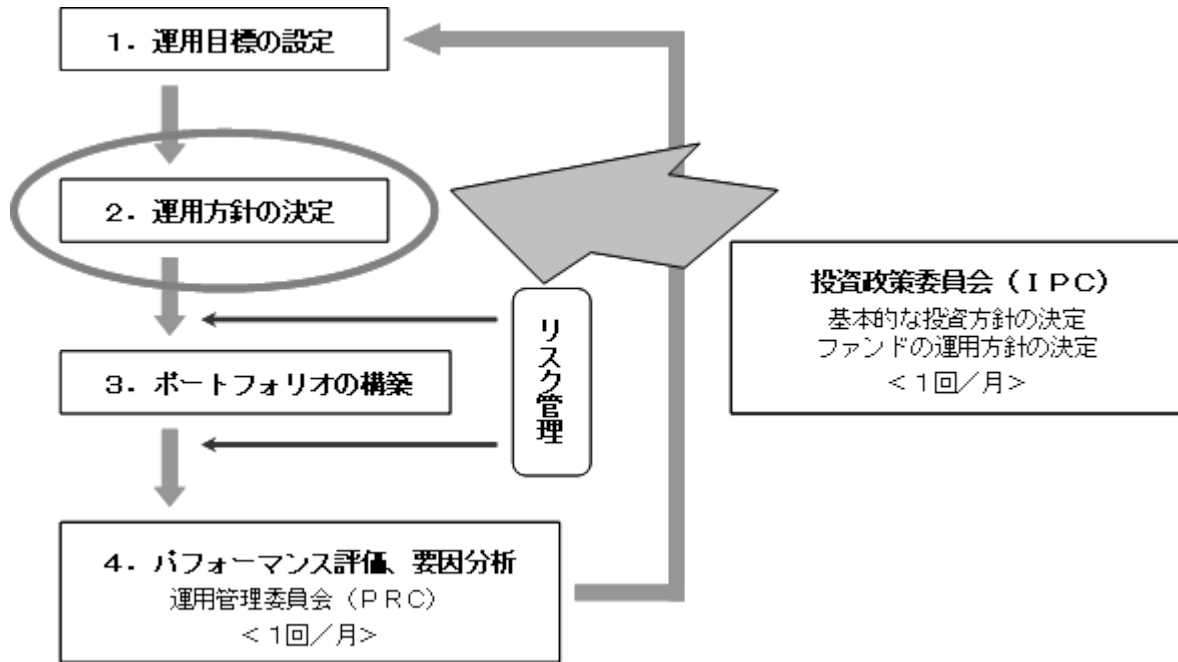 1．運用目標の設定
2．運用方針の決定
投資政策委員会（ＩＰＣ）
基本的な投資方針の決定
ファンドの運用方針の決定
＜１回／月＞
リスク管理
3．ポートフォリオの構築
4．パフォーマンス評価、要因分析
運用管理委員会（ＰＲＣ）
＜１回／月＞